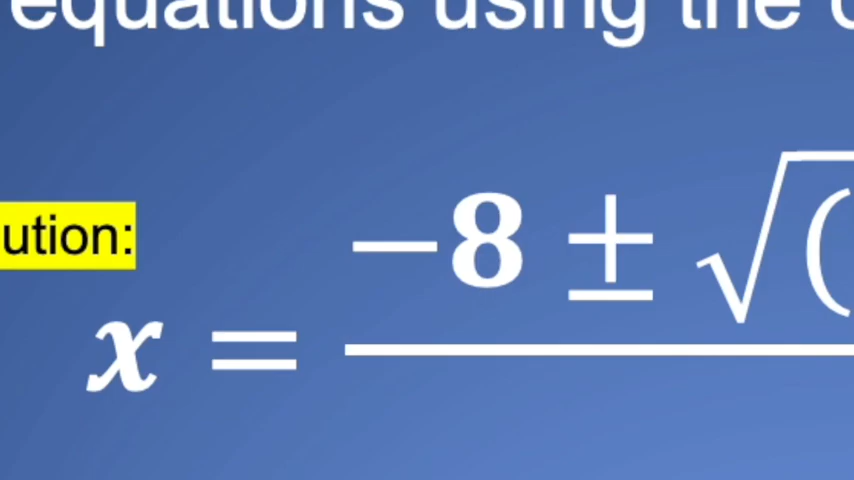 equations using the
ution:
x = −8 ± √(